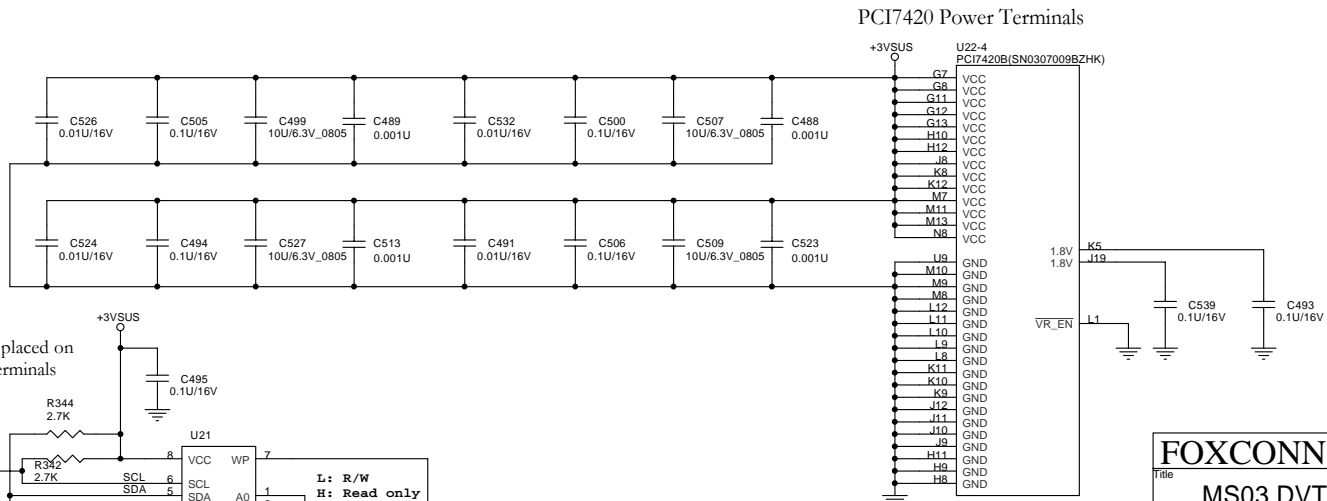 PCI7420 Power Terminals
+3VSUS
U22-4
PCI7420B(SN0307009BZHK)
G7 VCC
G8 VCC
G11 VCC
G12 VCC
G13 VCC
H10 VCC
H12 VCC
J8 VCC
K8 VCC
K12 VCC
M7 VCC
M11 VCC
M13 VCC
N8 VCC
U9 GND
M10 GND
M9 GND
M8 GND
L12 GND
L11 GND
L10 GND
L9 GND
L8 GND
K11 GND
K10 GND
K9 GND
J12 GND
J11 GND
J10 GND
J9 GND
H11 GND
H9 GND
H8 GND
1.8V K5
1.8V J19
VR_EN L1
C539
0.1U/16V
C493
0.1U/16V
C526
0.01U/16V
C505
0.1U/16V
C499
10U/6.3V_0805
C489
0.001U
C532
0.01U/16V
C500
0.1U/16V
C507
10U/6.3V_0805
C488
0.001U
C524
0.01U/16V
C494
0.1U/16V
C527
10U/6.3V_0805
C513
0.001U
C491
0.01U/16V
C506
0.1U/16V
C509
10U/6.3V_0805
C523
0.001U
+3VSUS
placed on
erminals
C495
0.1U/16V
R344
2.7K
R342
2.7K
U21
8 VCC WP 7
SCL 6 SCL
SDA 5 SDA A0 1
L: R/W
H: Read only
FOXCONN
Title
MS03 DVT